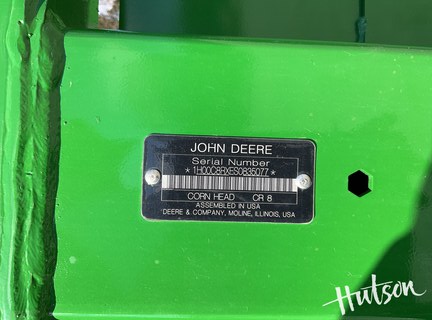 JOHN DEERE
Serial Number
*1H00C8RXES0835077*
CORN HEAD CR 8
ASSEMBLED IN USA
DEERE & COMPANY, MOLINE, ILLINOIS, USA
Hutson